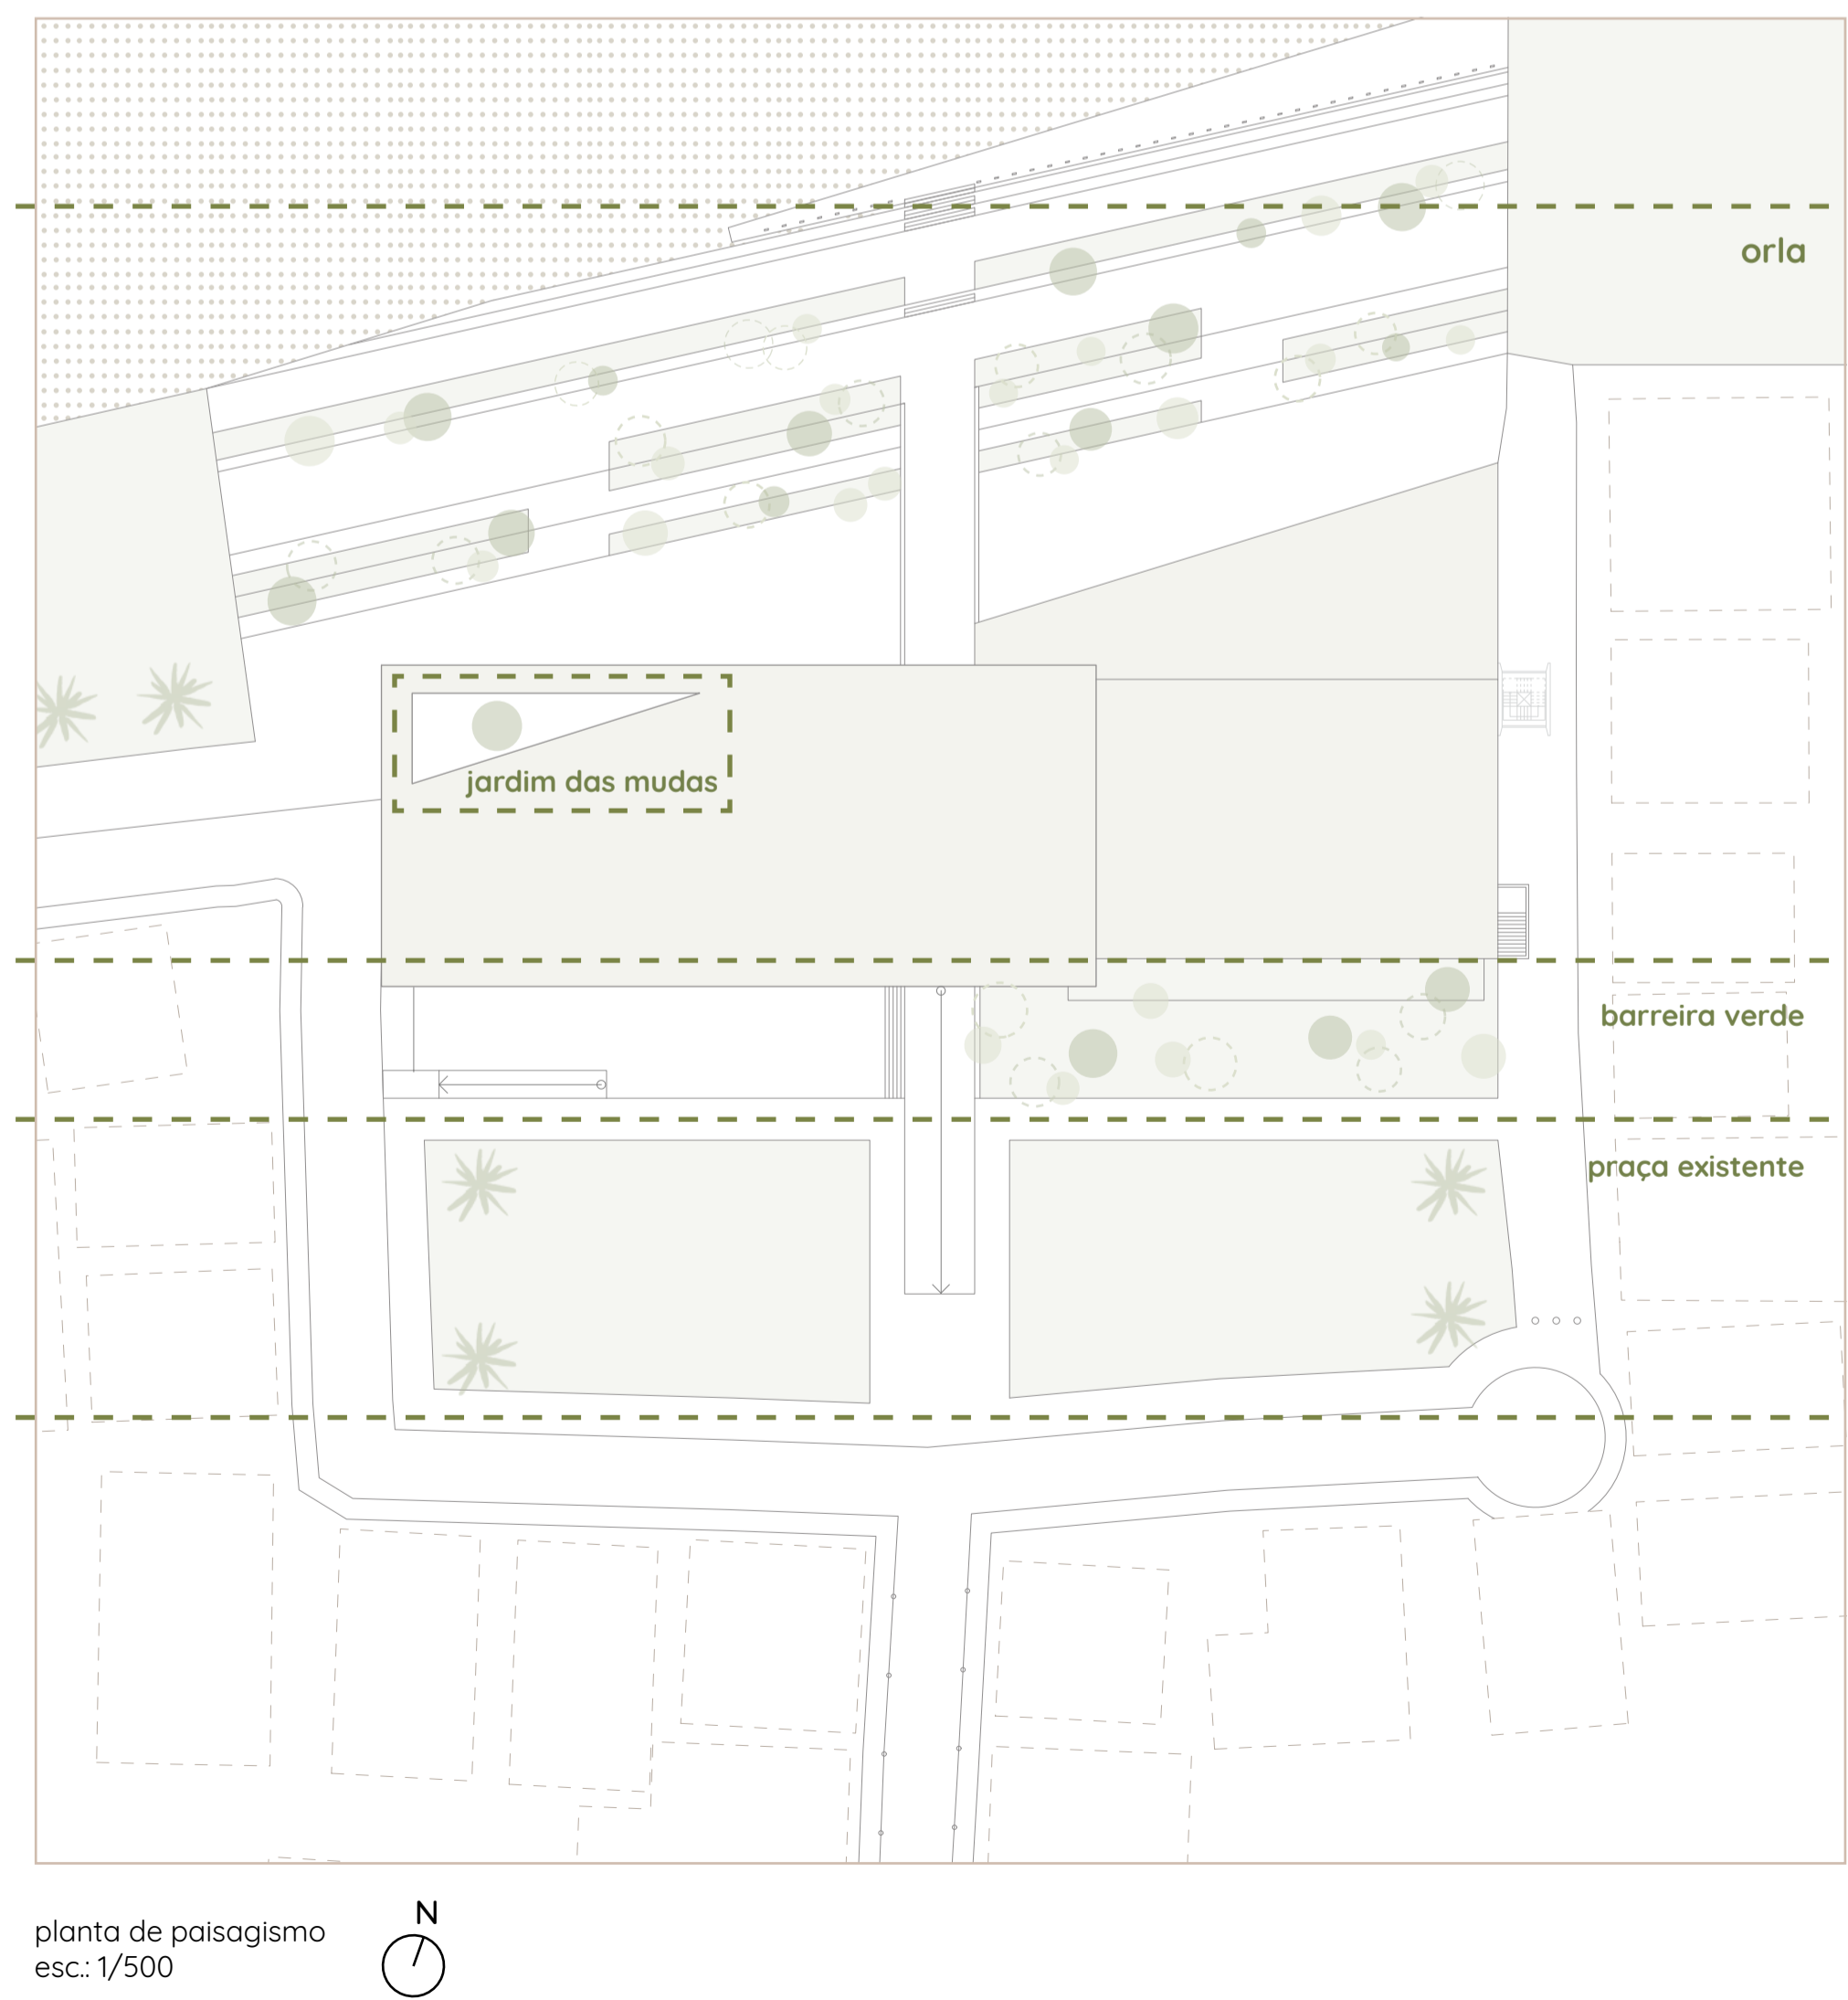 orla
jardim das mudas
barreira verde
praça existente
N
planta de paisagismo
esc.: 1/500